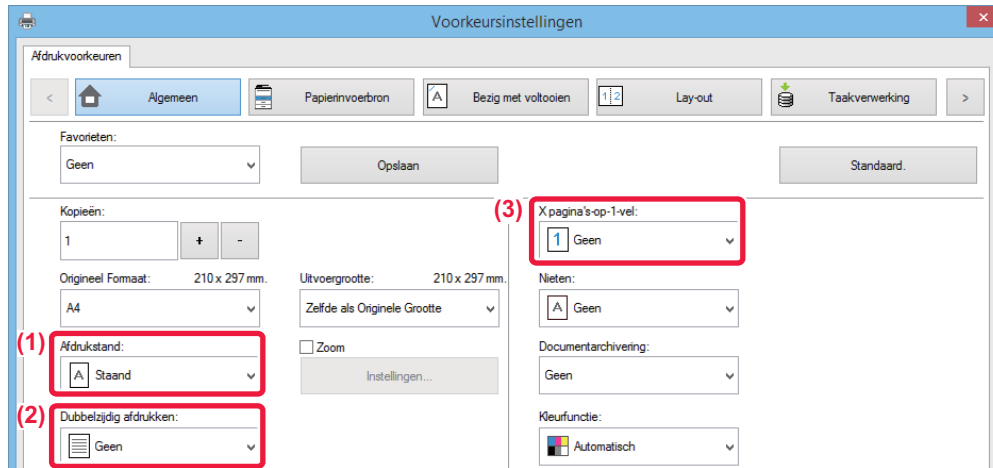 Voorkeursinstellingen
Afdrukvoorkeuren
< Algemeen Papierinvoerbron A Bezig met voltooien 1 2 Lay-out Taakverwerking >
Favorieten:
Geen Opslaan Standaard.
Kopieën: (3) X pagina's-op-1-vel:
1 + - 1 Geen
Origineel Formaat: 210 x 297 mm. Uitvoergrootte: 210 x 297 mm. Nieten:
A4 Zelfde als Originele Grootte A Geen
(1) Afdrukstand: Zoom Documentarchivering:
A Staand Instellingen... Geen
(2) Dubbelzijdig afdrukken: Kleurfunctie:
Geen Automatisch